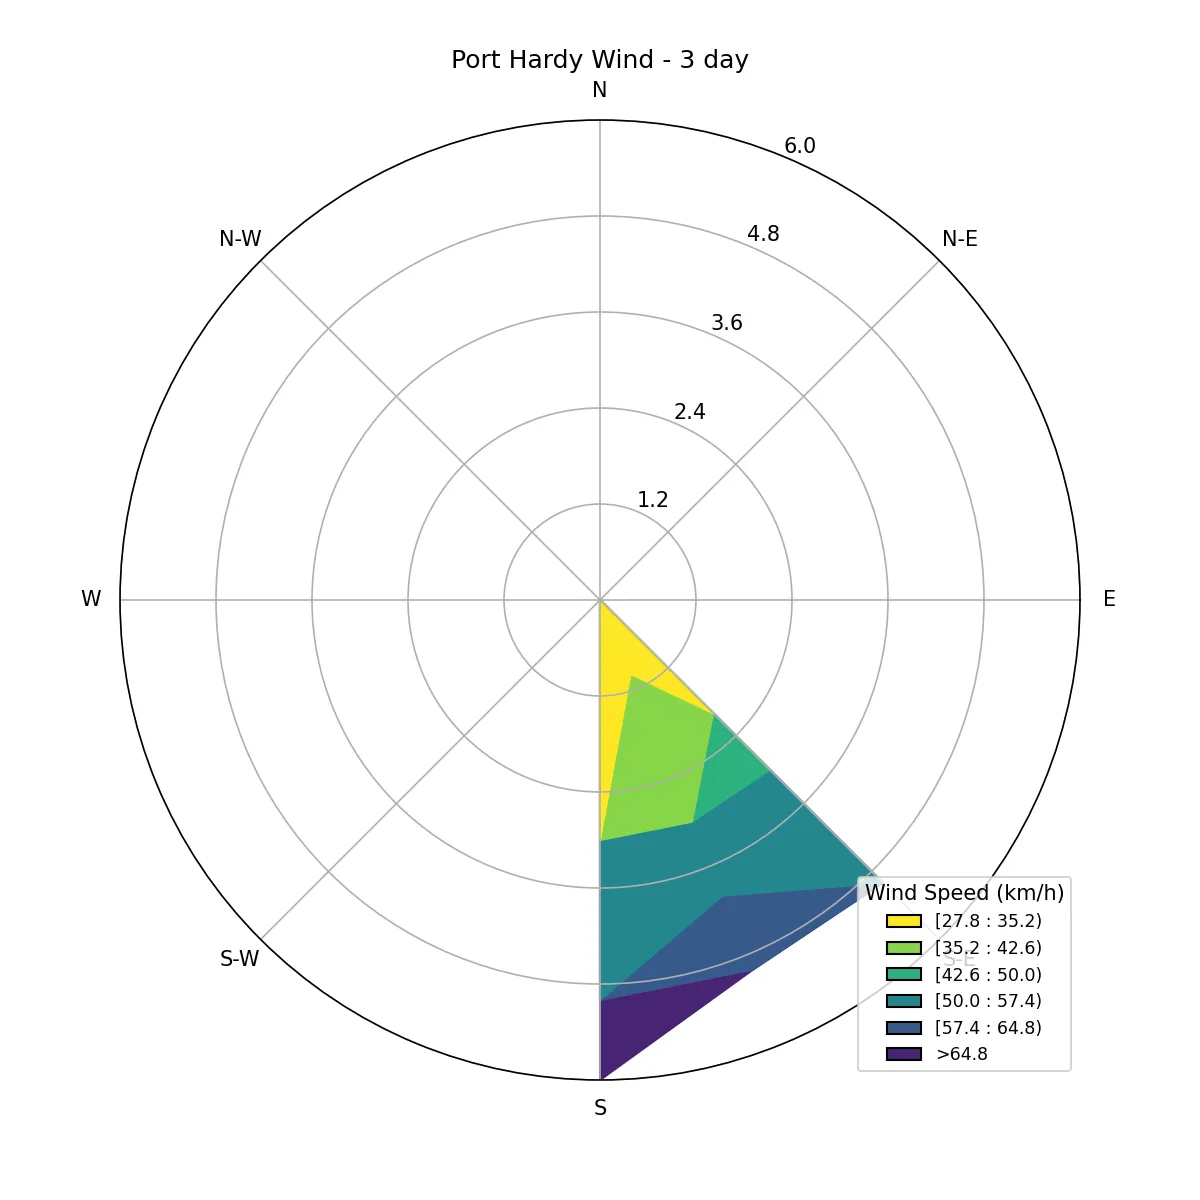 Port Hardy Wind - 3 day
N
6.0
4.8
N-W
N-E
3.6
2.4
1.2
W
E
Wind Speed (km/h)
[27.8 : 35.2)
[35.2 : 42.6)
S-W
S-E
[42.6 : 50.0)
[50.0 : 57.4)
[57.4 : 64.8)
>64.8
S